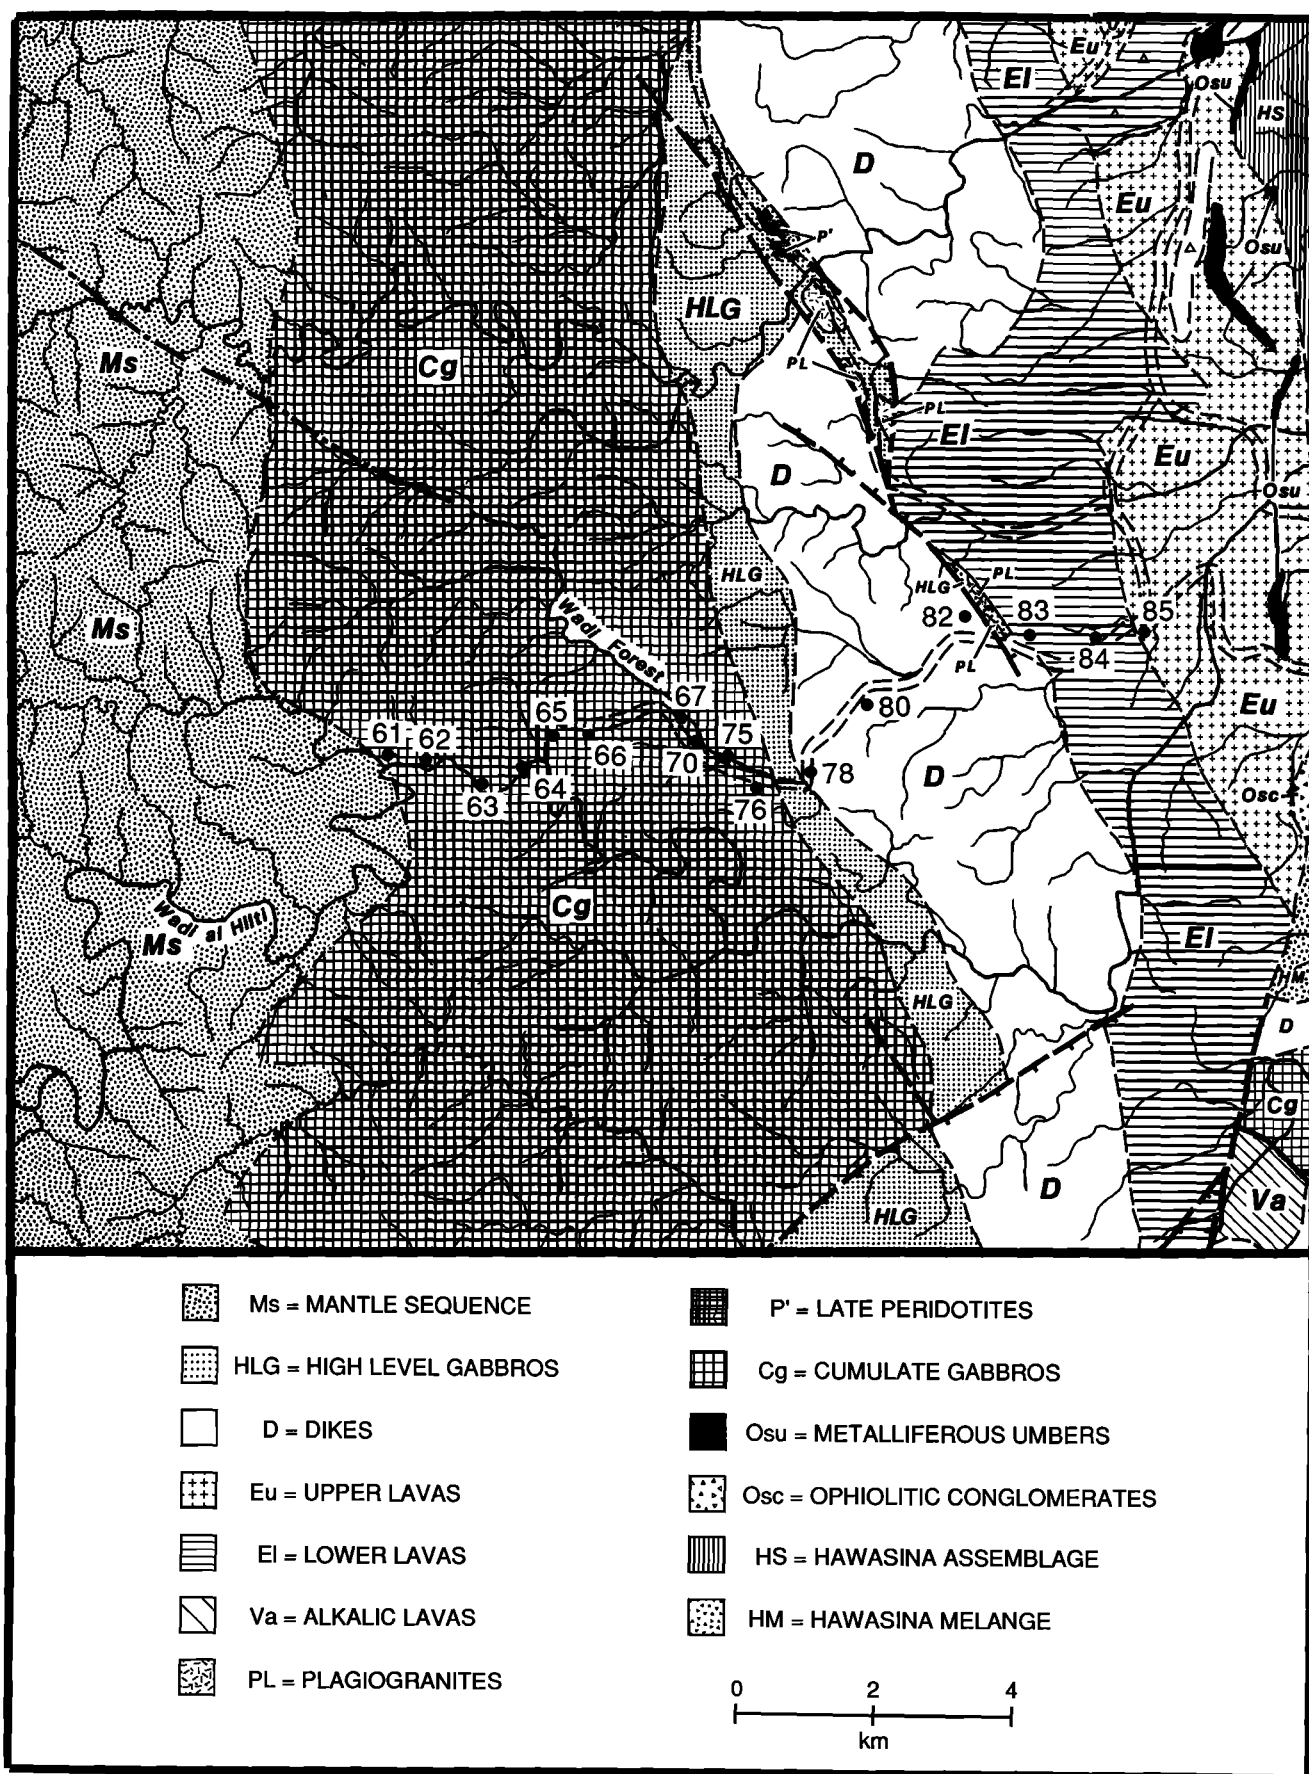 Eu
El
Osu
HS
D
Eu
P'
Osu
HLG
Ms
Cg
PL
PL
El
Eu
D
Osu
HLG
HLG
PL
Ms
Wadi Forest
82
83
85
84
PL
67
80
Eu
65
61
62
75
66
70
78
D
64
63
76
Osc
Cg
Wadi al Hilti
Ms
El
HM
HLG
D
Cg
D
Va
HLG
Ms = MANTLE SEQUENCE
HLG = HIGH LEVEL GABBROS
D = DIKES
Eu = UPPER LAVAS
El = LOWER LAVAS
Va = ALKALIC LAVAS
PL = PLAGIOGRANITES
P' = LATE PERIDOTITES
Cg = CUMULATE GABBROS
Osu = METALLIFEROUS UMBERS
Osc = OPHIOLITIC CONGLOMERATES
HS = HAWASINA ASSEMBLAGE
HM = HAWASINA MELANGE
0 2 4
km